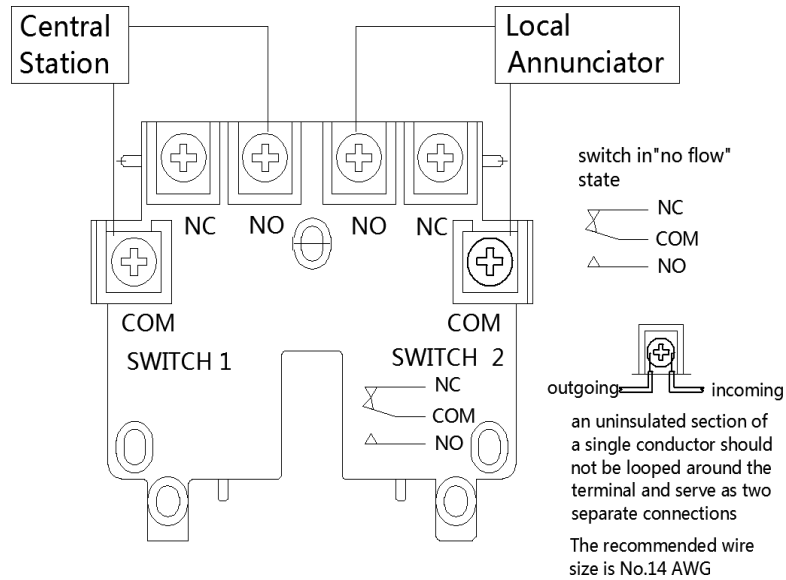 Central
Station
Local
Annunciator
NC
NO
NO
NC
COM
COM
SWITCH 1
SWITCH 2
NC
COM
NO
switch in"no flow"
state
NC
COM
NO
outgoing
incoming
an uninsulated section of
a single conductor should
not be looped around the
terminal and serve as two
separate connections
The recommended wire
size is No.14 AWG